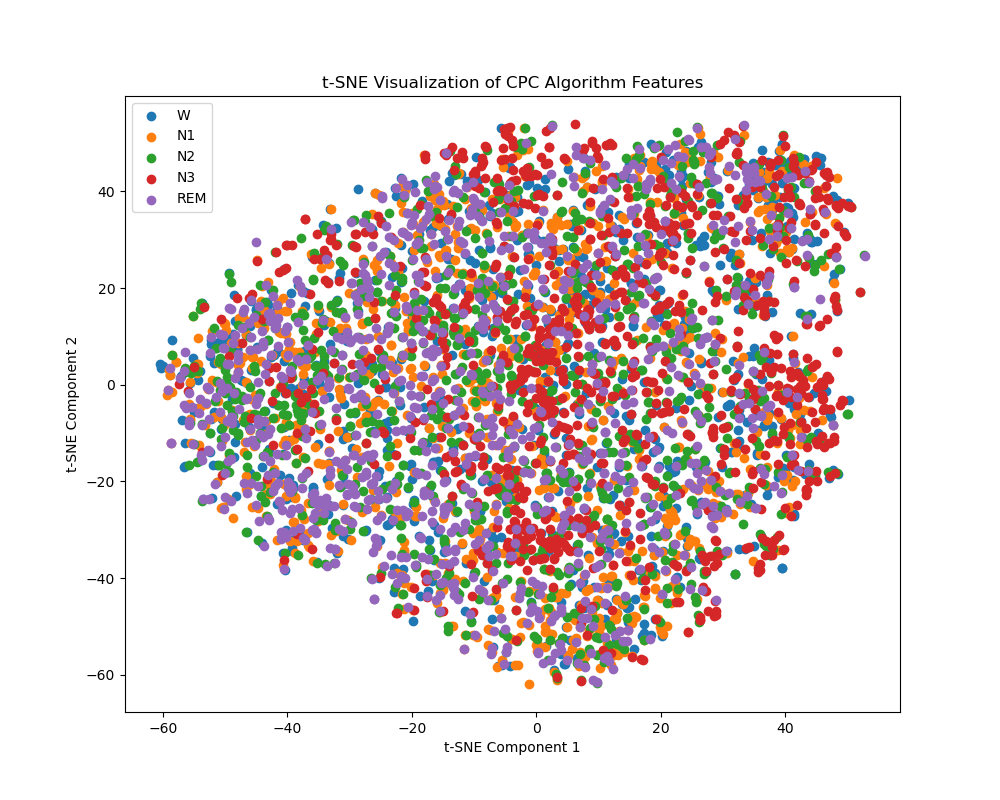 t-SNE Visualization of CPC Algorithm Features
W
N1
N2
N3
REM
t-SNE Component 2
40
20
0
−20
−40
−60
−60 −40 −20 0 20 40
t-SNE Component 1